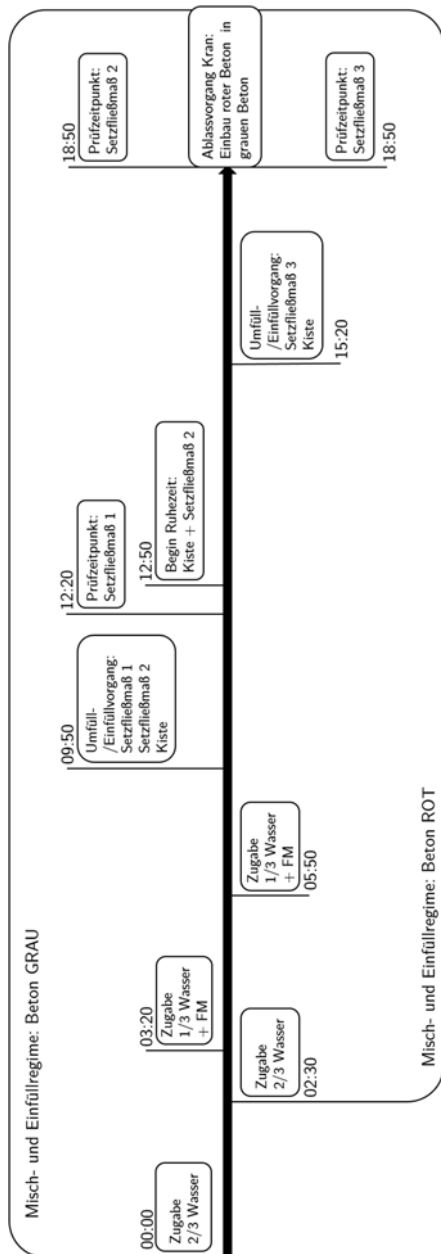 Misch- und Einfüllregime: Beton GRAU
00:00
Zugabe
2/3 Wasser
03:20
Zugabe
1/3 Wasser
+ FM
09:50
Umfüll-
/Einfüllvorgang:
Setzfließmaß 1
Setzfließmaß 2
Kiste
12:20
Prüfzeitpunkt:
Setzfließmaß 1
12:50
Begin Ruhezeit:
Kiste + Setzfließmaß 2
18:50
Prüfzeitpunkt:
Setzfließmaß 2
Ablassvorgang Kran:
Einbau roter Beton in
grauen Beton
Zugabe
2/3 Wasser
02:30
Zugabe
1/3 Wasser
+ FM
05:50
Umfüll-
/Einfüllvorgang:
Setzfließmaß 3
Kiste
15:20
Prüfzeitpunkt:
Setzfließmaß 3
18:50
Misch- und Einfüllregime: Beton ROT